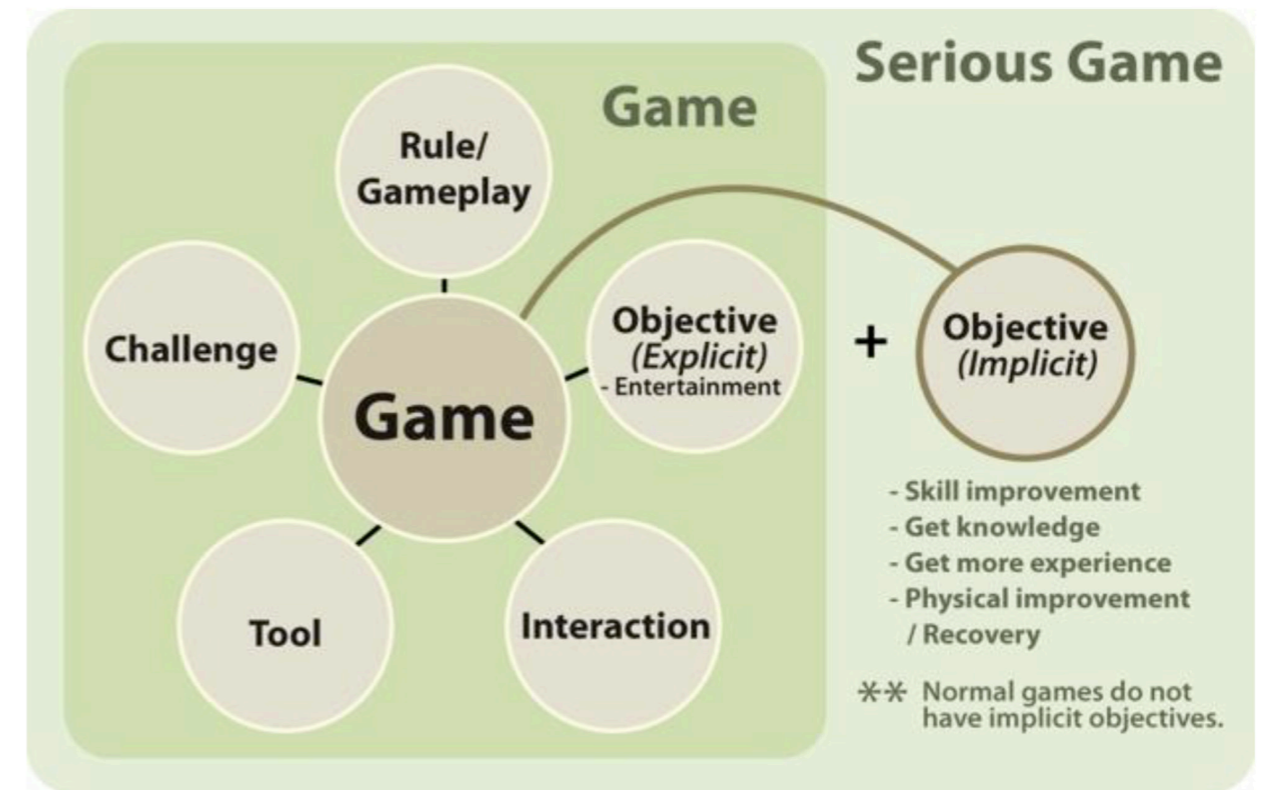 Serious Game
Game
Rule/
Gameplay
Challenge
Game
Objective
(Explicit)
- Entertainment
+
Objective
(Implicit)
Tool
Interaction
- Skill improvement
- Get knowledge
- Get more experience
- Physical improvement
/ Recovery
** Normal games do not
have implicit objectives.